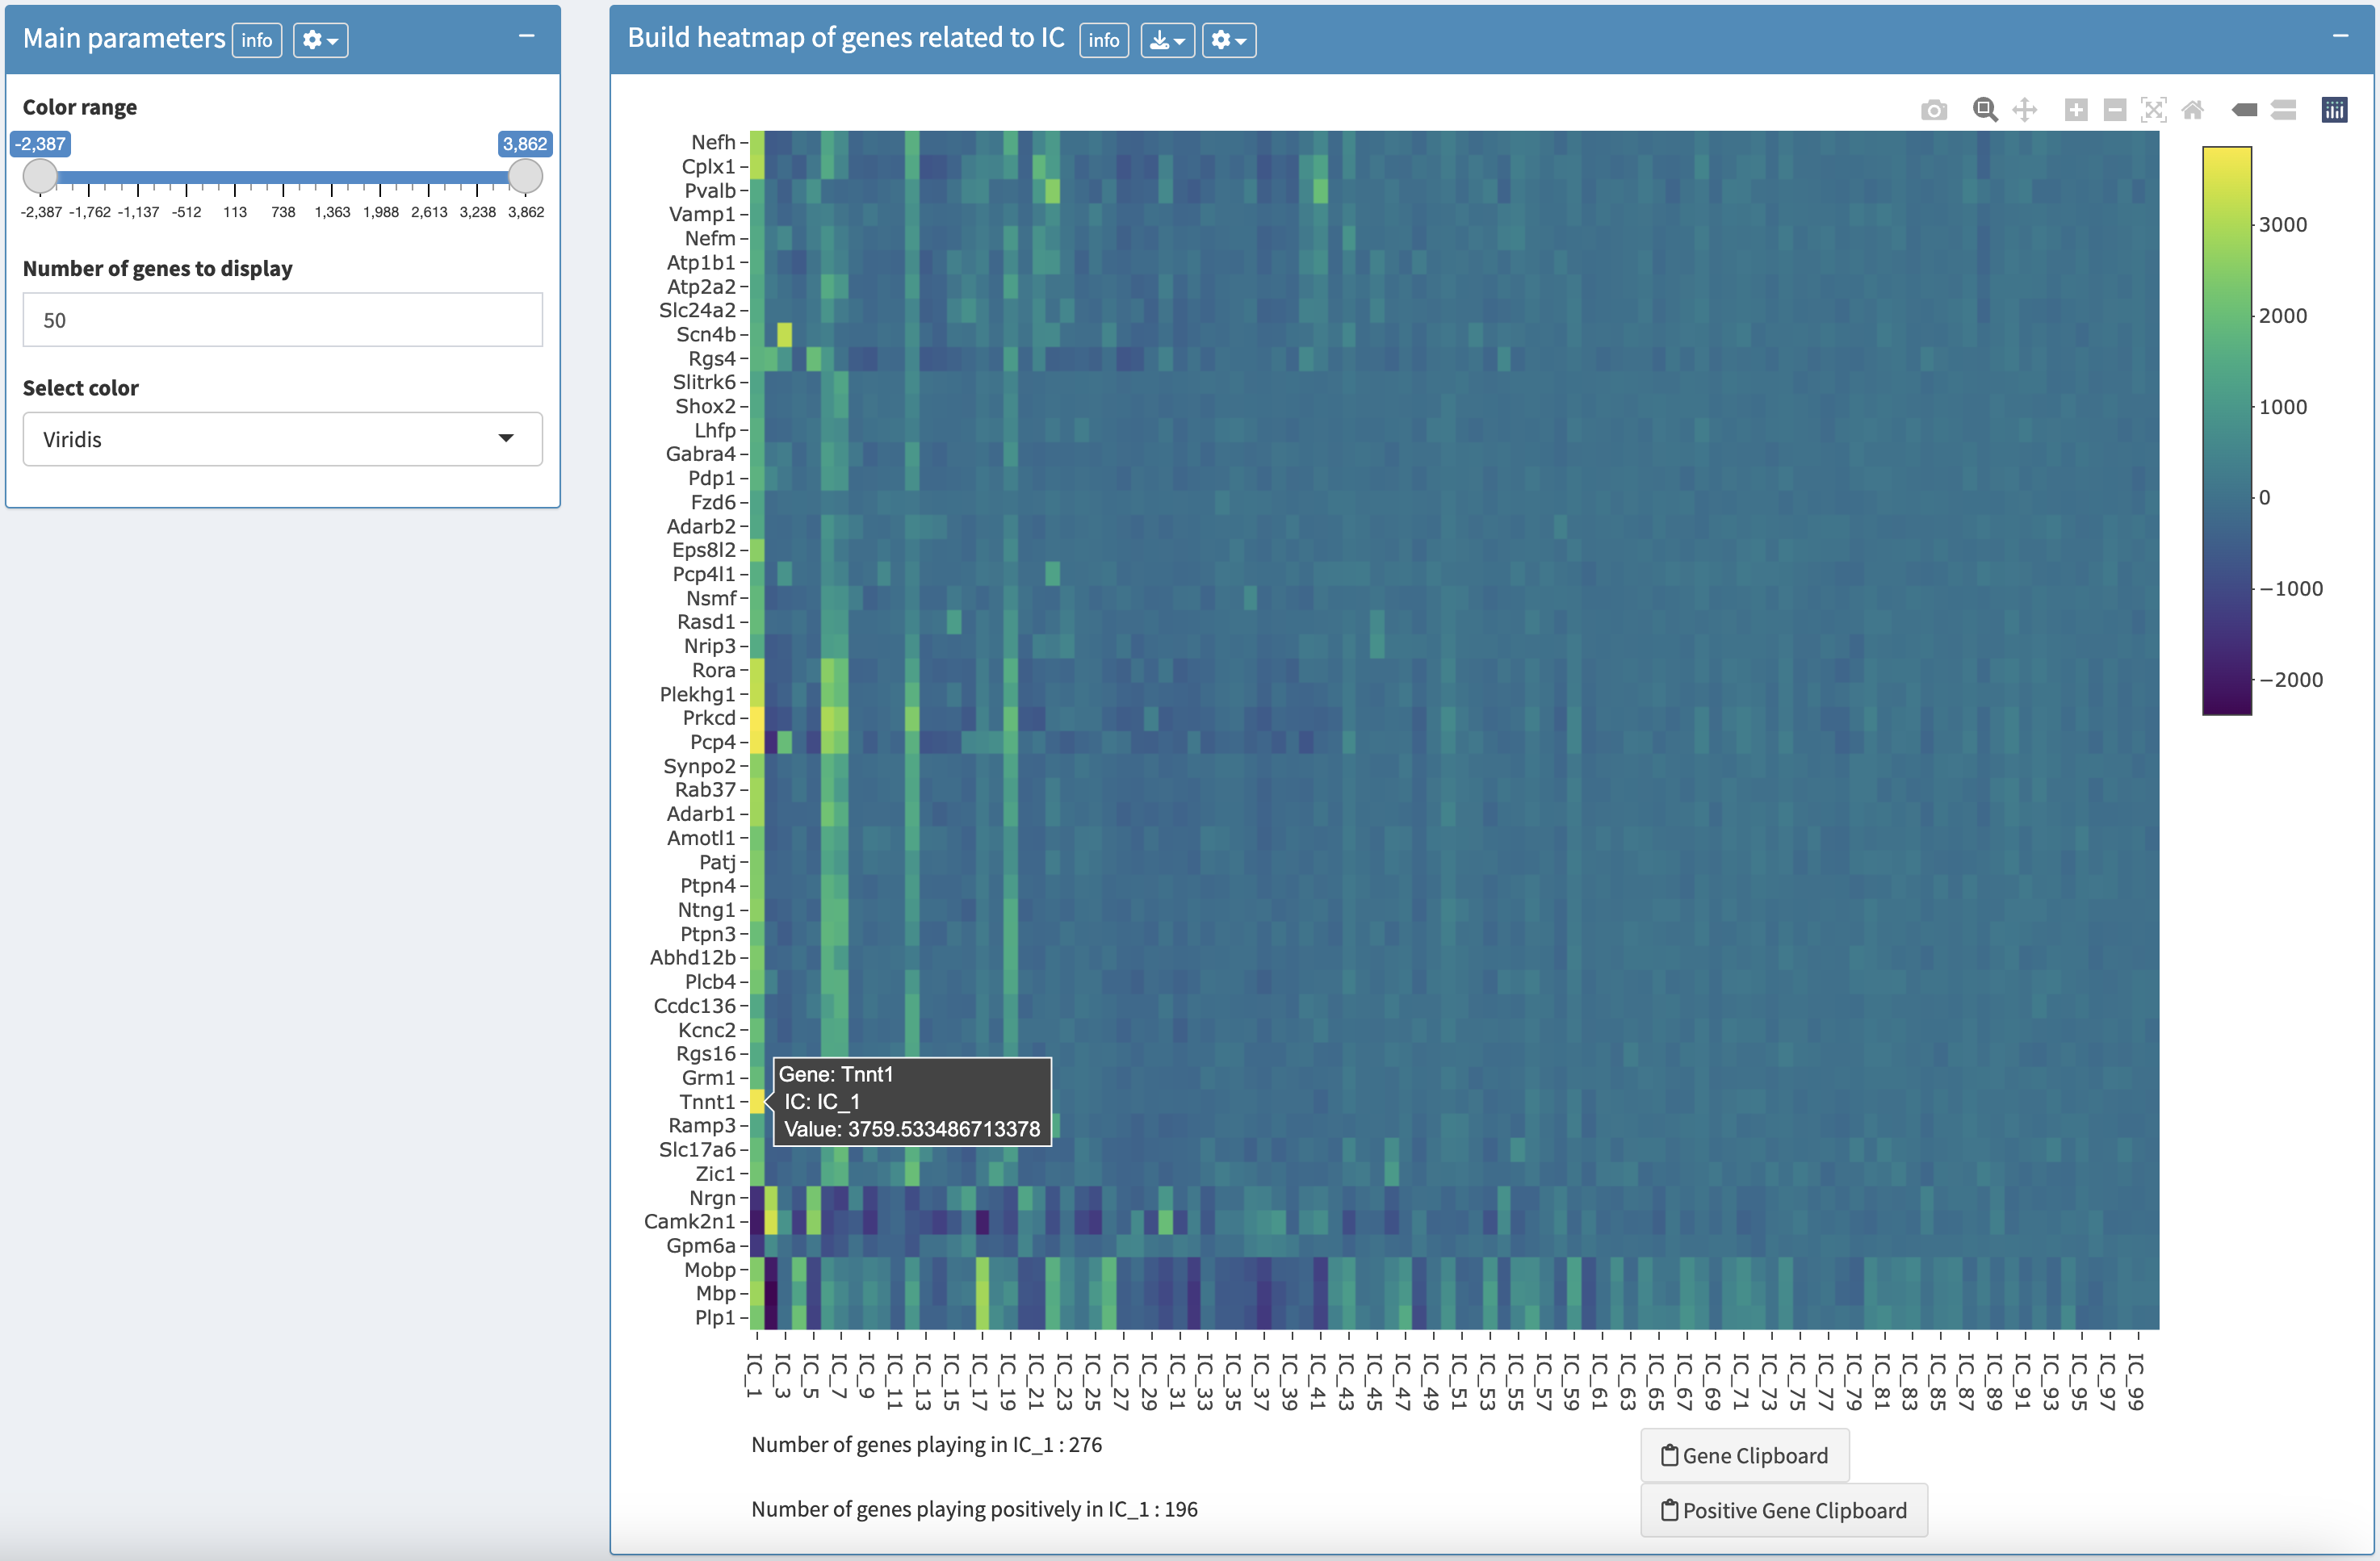 Main parameters info
Color range
-2,387 3,862
-2,387 -1,762 -1,137 -512 113 738 1,363 1,988 2,613 3,238 3,862
Number of genes to display
50
Select color
Viridis
Build heatmap of genes related to IC info
Nefh
Cplx1
Pvalb
Vamp1
Nefm
Atp1b1
Atp2a2
Slc24a2
Scn4b
Rgs4
Slitrk6
Shox2
Lhfp
Gabra4
Pdp1
Fzd6
Adarb2
Eps8l2
Pcp4l1
Nsmf
Rasd1
Nrip3
Rora
Plekhg1
Prkcd
Pcp4
Synpo2
Rab37
Adarb1
Amotl1
Patj
Ptpn4
Ntng1
Ptpn3
Abhd12b
Plcb4
Ccdc136
Kcnc2
Rgs16
Grm1
Tnnt1
Ramp3
Slc17a6
Zic1
Nrgn
Camk2n1
Gpm6a
Mobp
Mbp
Plp1
Gene: Tnnt1
IC: IC_1
Value: 3759.533486713378
3000
2000
1000
0
−1000
−2000
IC_1 IC_3 IC_5 IC_7 IC_9 IC_11 IC_13 IC_15 IC_17 IC_19 IC_21 IC_23 IC_25 IC_27 IC_29 IC_31 IC_33 IC_35 IC_37 IC_39 IC_41 IC_43 IC_45 IC_47 IC_49 IC_51 IC_53 IC_55 IC_57 IC_59 IC_61 IC_63 IC_65 IC_67 IC_69 IC_71 IC_73 IC_75 IC_77 IC_79 IC_81 IC_83 IC_85 IC_87 IC_89 IC_91 IC_93 IC_95 IC_97 IC_99
Number of genes playing in IC_1 : 276
Gene Clipboard
Number of genes playing positively in IC_1 : 196
Positive Gene Clipboard